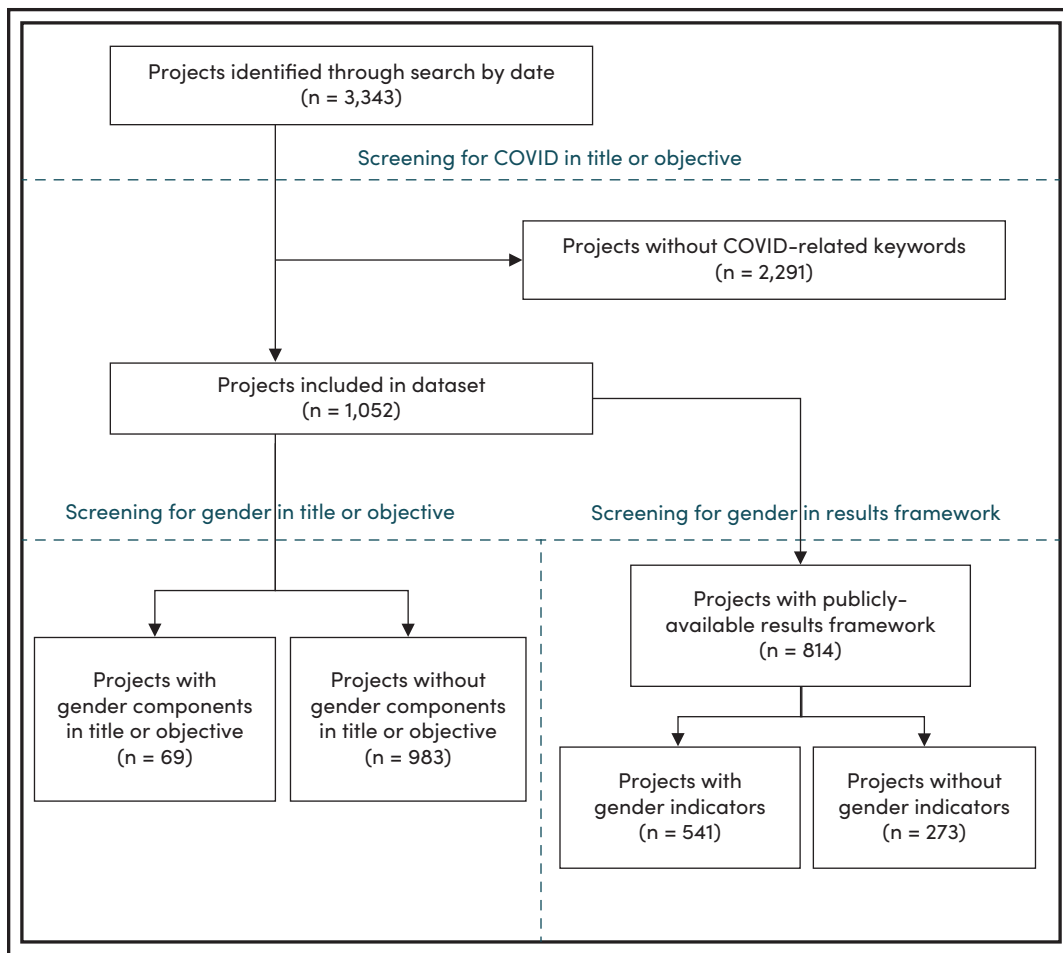 Projects identified through search by date
(n = 3,343)
Screening for COVID in title or objective
Projects without COVID-related keywords
(n = 2,291)
Projects included in dataset
(n = 1,052)
Screening for gender in title or objective
Screening for gender in results framework
Projects with
gender components
in title or objective
(n = 69)
Projects without
gender components
in title or objective
(n = 983)
Projects with publicly-
available results framework
(n = 814)
Projects with
gender indicators
(n = 541)
Projects without
gender indicators
(n = 273)